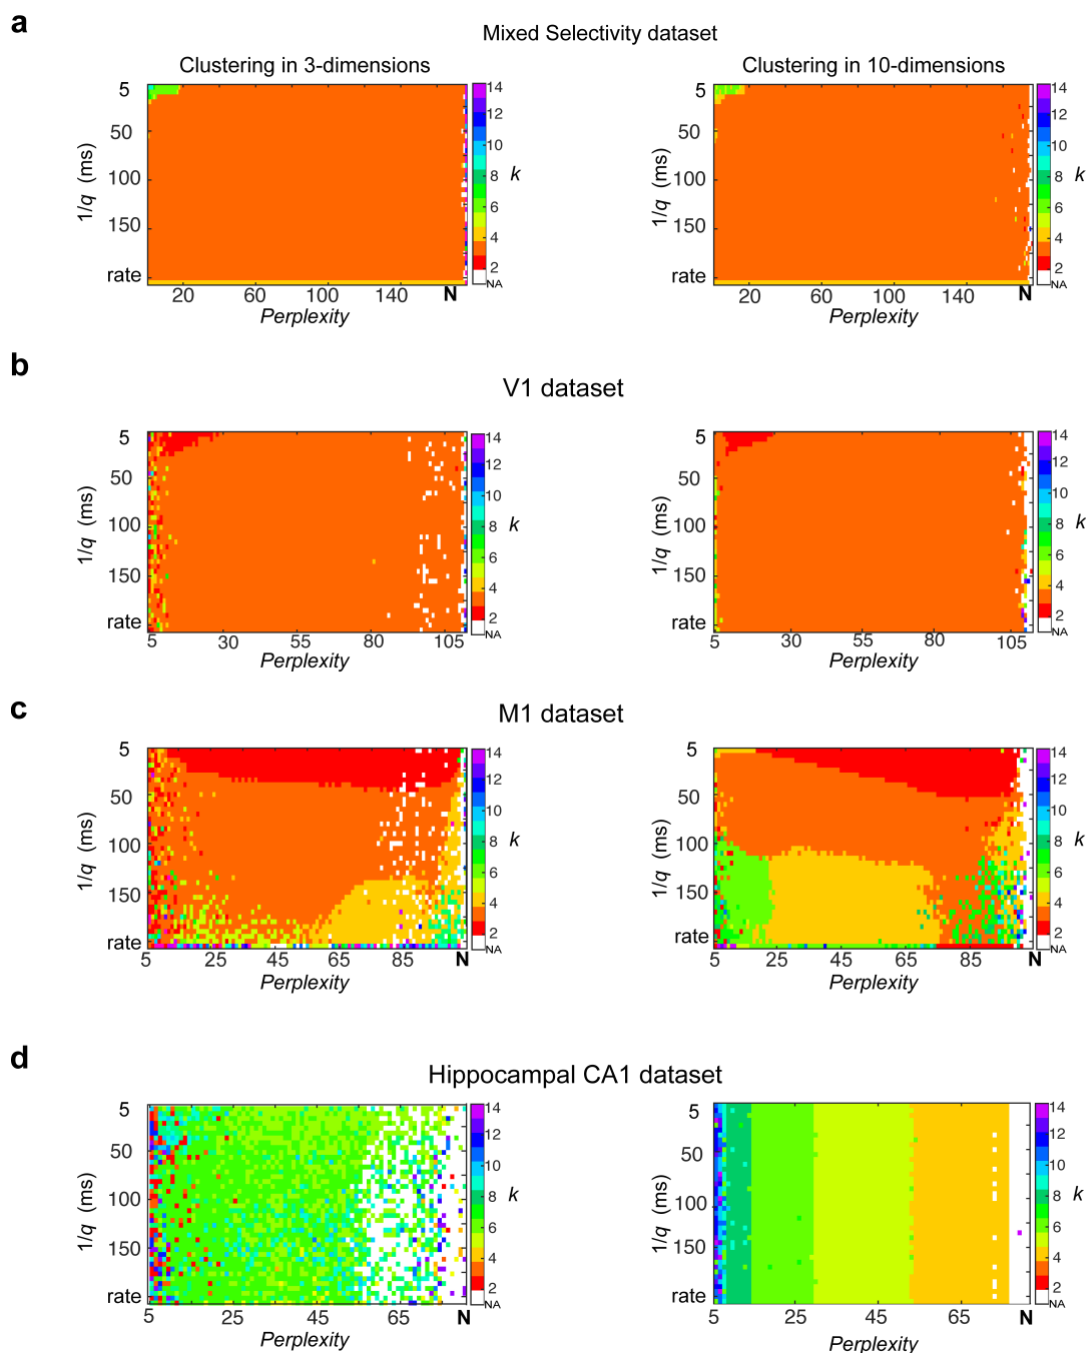 a
Mixed Selectivity dataset
Clustering in 3-dimensions
Clustering in 10-dimensions
5
50
100
150
rate
1/q (ms)
20 60 100 140 N
Perplexity
14
12
10
8
6
4
2
NA
k
5
50
100
150
rate
1/q (ms)
20 60 100 140 N
Perplexity
14
12
10
8
6
4
2
NA
k
b
V1 dataset
5
50
100
150
rate
1/q (ms)
5 30 55 80 105
Perplexity
14
12
10
8
6
4
2
NA
k
5
50
100
150
rate
1/q (ms)
5 30 55 80 105
Perplexity
14
12
10
8
6
4
2
NA
k
c
M1 dataset
5
50
100
150
rate
1/q (ms)
5 25 45 65 85 N
Perplexity
14
12
10
8
6
4
2
NA
k
5
50
100
150
rate
1/q (ms)
5 25 45 65 85 N
Perplexity
14
12
10
8
6
4
2
NA
k
d
Hippocampal CA1 dataset
5
50
100
150
rate
1/q (ms)
5 25 45 65 N
Perplexity
14
12
10
8
6
4
2
NA
k
5
50
100
150
rate
1/q (ms)
5 25 45 65 N
Perplexity
14
12
10
8
6
4
2
NA
k